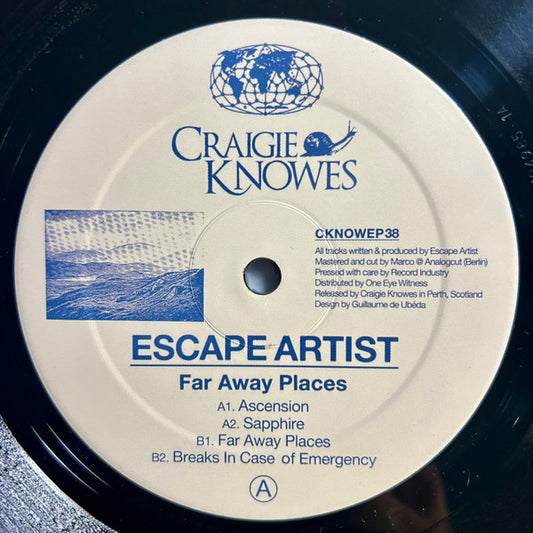 CRAIGIE
KNOWES
CKNOWEP38
All tracks written & produced by Escape Artist
Mastered and cut by Marco @ Analogcut (Berlin)
Pressed with care by Record Industry
Distributed by One Eye Witness
Released by Craigie Knowes in Perth, Scotland
Design by Guillaume de Ubéda
ESCAPE ARTIST
Far Away Places
A1. Ascension
A2. Sapphire
B1. Far Away Places
B2. Breaks In Case of Emergency
A